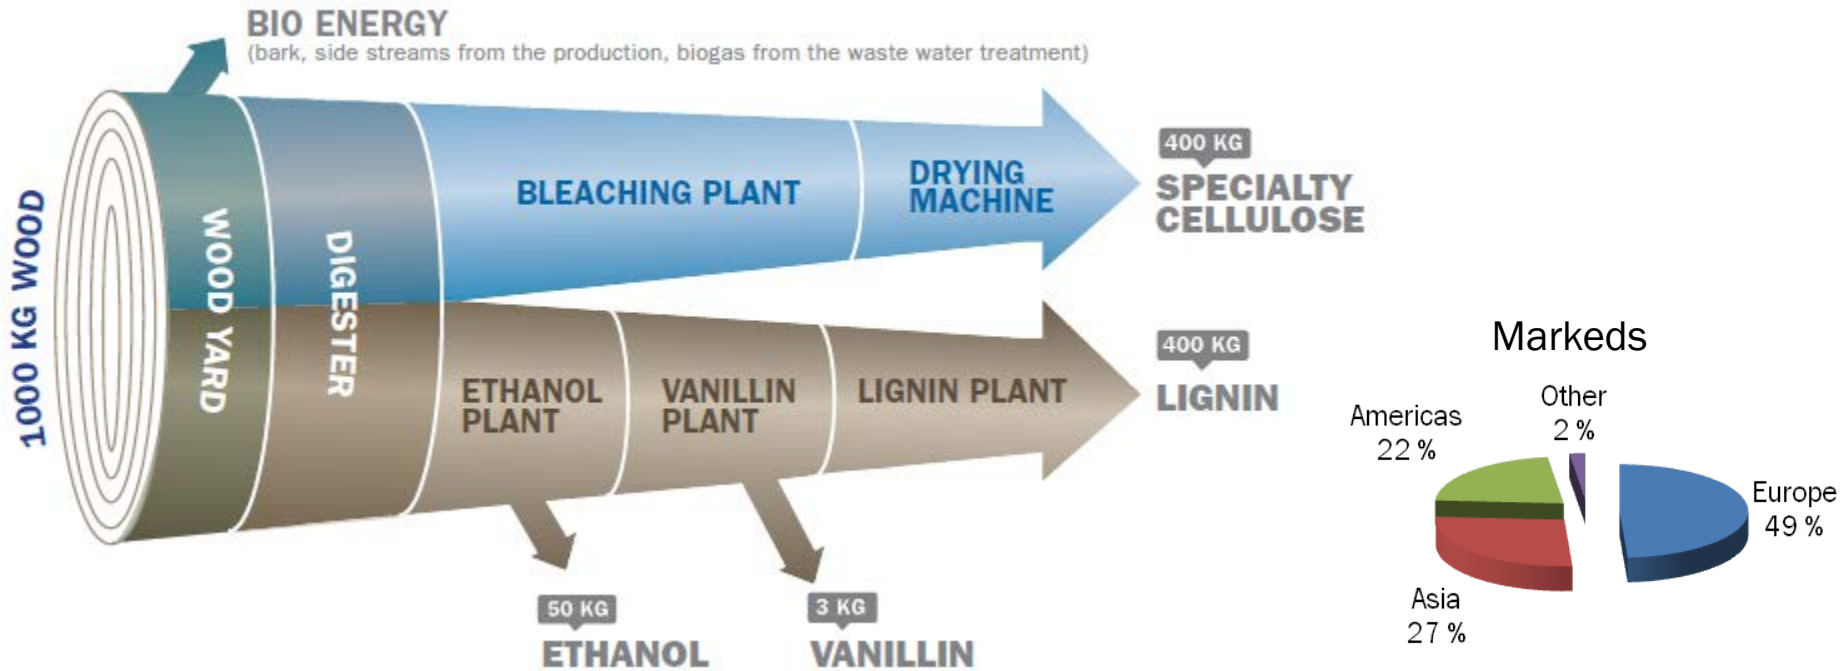 BIO ENERGY
(bark, side streams from the production, biogas from the waste water treatment)
1000 KG WOOD
WOOD YARD
DIGESTER
BLEACHING PLANT
DRYING
MACHINE
400 KG
SPECIALTY
CELLULOSE
ETHANOL
PLANT
VANILLIN
PLANT
LIGNIN PLANT
400 KG
LIGNIN
50 KG
ETHANOL
3 KG
VANILLIN
Markeds
Other
2 %
Americas
22 %
Europe
49 %
Asia
27 %